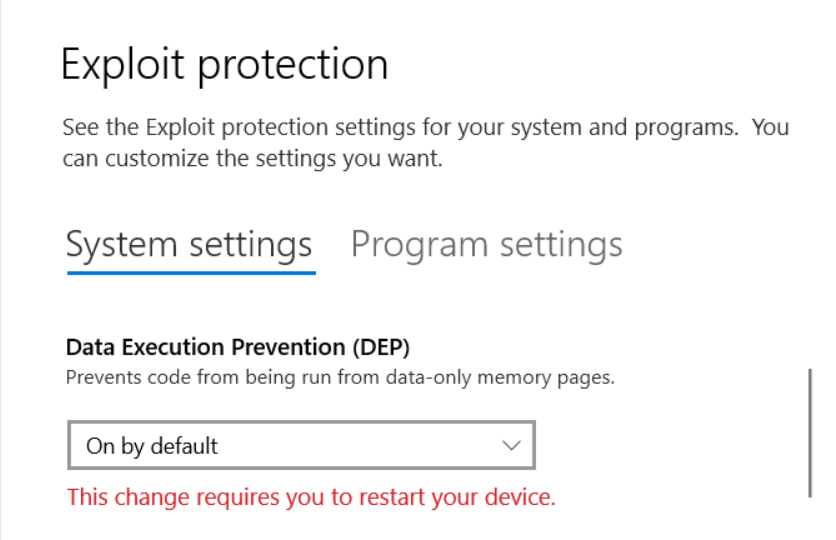 Exploit protection
See the Exploit protection settings for your system and programs.  You
can customize the settings you want.
System settings
Program settings
Data Execution Prevention (DEP)
Prevents code from being run from data-only memory pages.
On by default
This change requires you to restart your device.